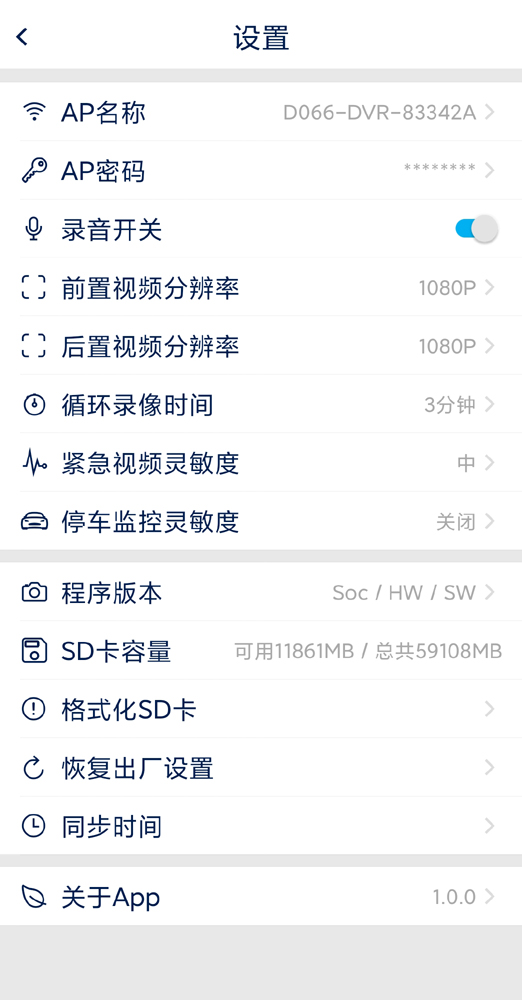 设置
AP名称 D066-DVR-83342A
AP密码 ********
录音开关
前置视频分辨率 1080P
后置视频分辨率 1080P
循环录像时间 3分钟
紧急视频灵敏度 中
停车监控灵敏度 关闭
程序版本 Soc / HW / SW
SD卡容量 可用11861MB / 总共59108MB
格式化SD卡
恢复出厂设置
同步时间
关于App 1.0.0